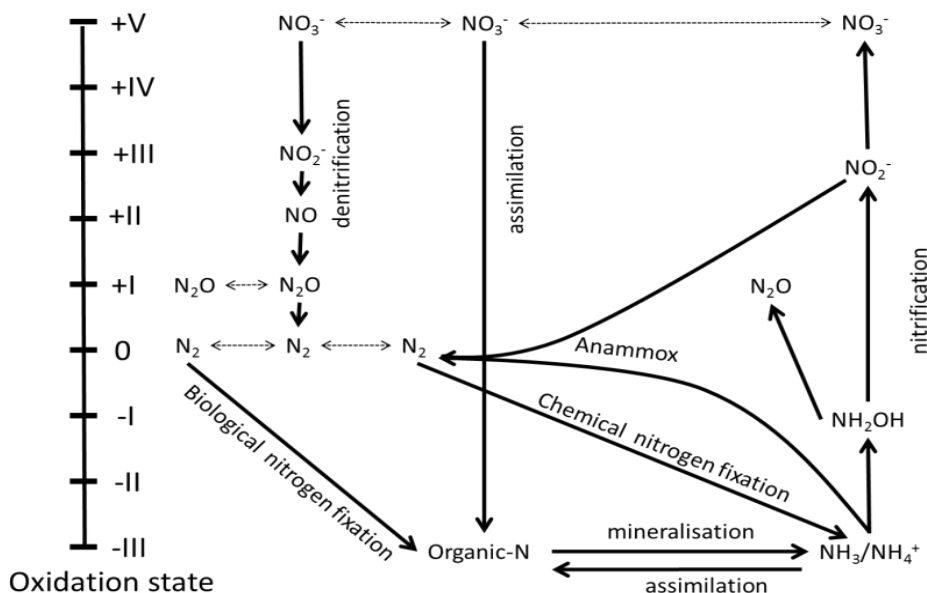 +V NO₃⁻ NO₃⁻ NO₃⁻
+IV
+III NO₂⁻ NO₂⁻
denitrification
assimilation
+II NO
+I N₂O N₂O N₂O
nitrification
0 N₂ N₂ N₂ Anammox
-I NH₂OH
Biological nitrogen fixation
Chemical nitrogen fixation
-II
mineralisation
-III Organic-N NH₃/NH₄⁺
assimilation
Oxidation state